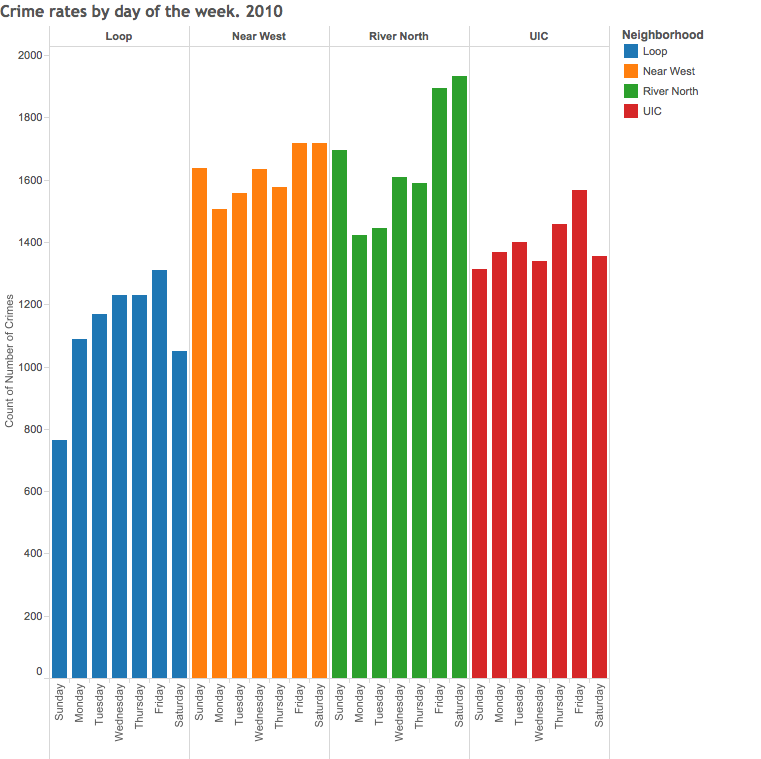 Crime rates by day of the week. 2010
Loop Near West River North UIC
Neighborhood
Loop
Near West
River North
UIC
Count of Number of Crimes
2000
1800
1600
1400
1200
1000
800
600
400
200
0
Sunday Monday Tuesday Wednesday Thursday Friday Saturday Sunday Monday Tuesday Wednesday Thursday Friday Saturday Sunday Monday Tuesday Wednesday Thursday Friday Saturday Sunday Monday Tuesday Wednesday Thursday Friday Saturday